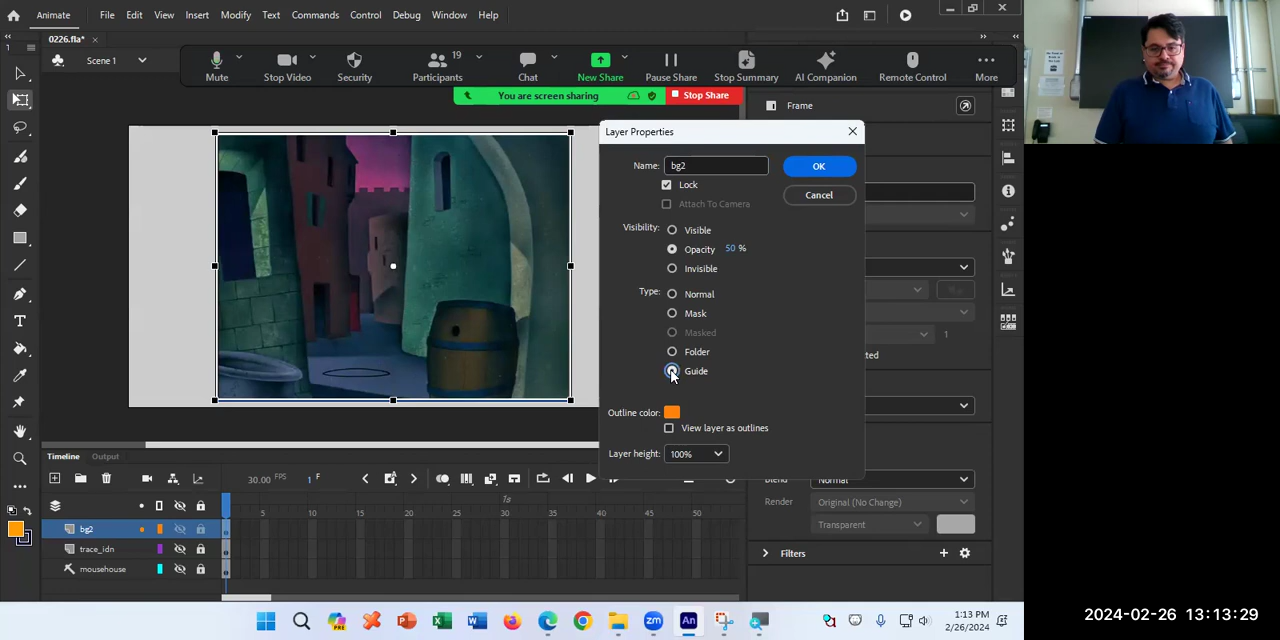 Animate File Edit View Insert Modify Text Commands Control Debug Window Help
0226.fla*
Scene 1
19
Mute Stop Video Security Participants Chat New Share Pause Share Stop Summary AI Companion Remote Control More
You are screen sharing Stop Share
Frame
Layer Properties
Name: bg2 OK
Lock
Attach To Camera Cancel
Visibility: Visible
Opacity 50 %
Invisible
Type: Normal
Mask
Masked
Folder
Guide
Outline color:
View layer as outlines
Layer height: 100%
1
Blend Normal
Render Original (No Change)
Transparent
Filters
Timeline Output
30.00 FPS 1 F
1s
5 10 15 20 25 30 35 40 45 50
bg2
trace_idn
mousehouse
1:13 PM
2/26/2024
2024-02-26 13:13:29